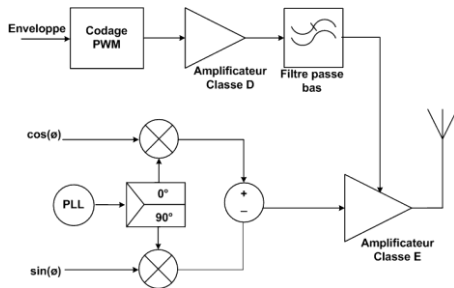 Enveloppe
Codage
PWM
Amplificateur
Classe D
Filtre passe
bas
cos(ø)
PLL
0°
90°
+
−
sin(ø)
Amplificateur
Classe E